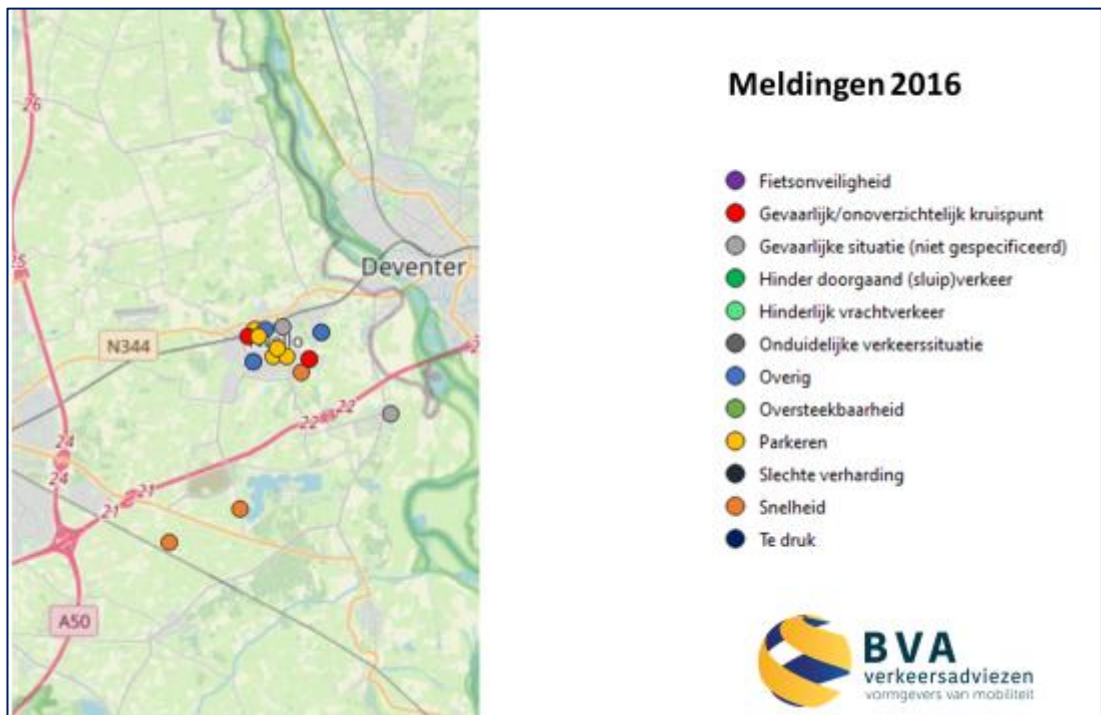 Meldingen 2016
Fietsonveiligheid
Gevaarlijk/onoverzichtelijk kruispunt
Gevaarlijke situatie (niet gespecificeerd)
Hinder doorgaand (sluip)verkeer
Hinderlijk vrachtverkeer
Onduidelijke verkeerssituatie
Overig
Oversteekbaarheid
Parkeren
Slechte verharding
Snelheid
Te druk
26
25
Deventer
N344
22
22
24
24
21
21
A50
BVA
verkeersadviezen
vormgevers van mobiliteit